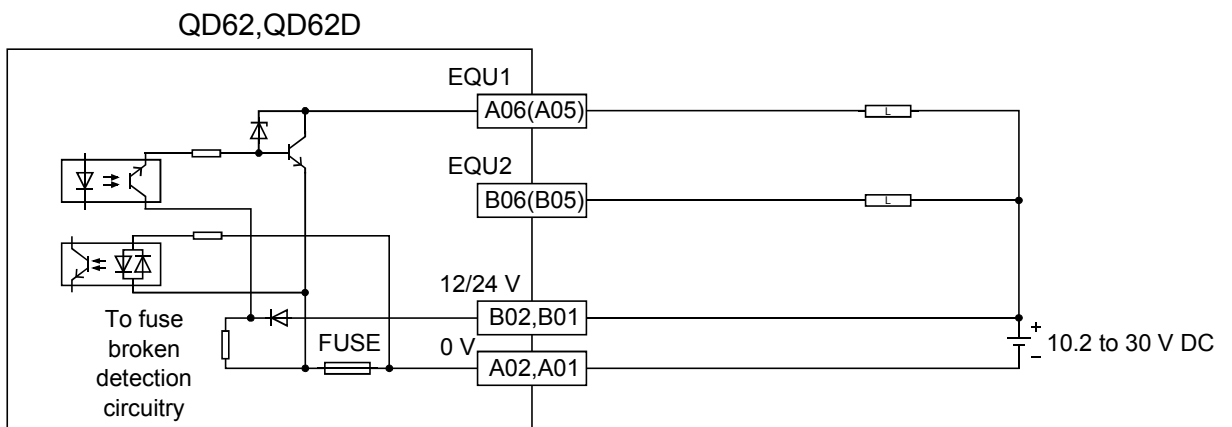 QD62,QD62D
EQU1
A06(A05)
L
EQU2
B06(B05)
L
12/24 V
B02,B01
To fuse
broken
detection
circuitry
FUSE
0 V
A02,A01
+
−
10.2 to 30 V DC